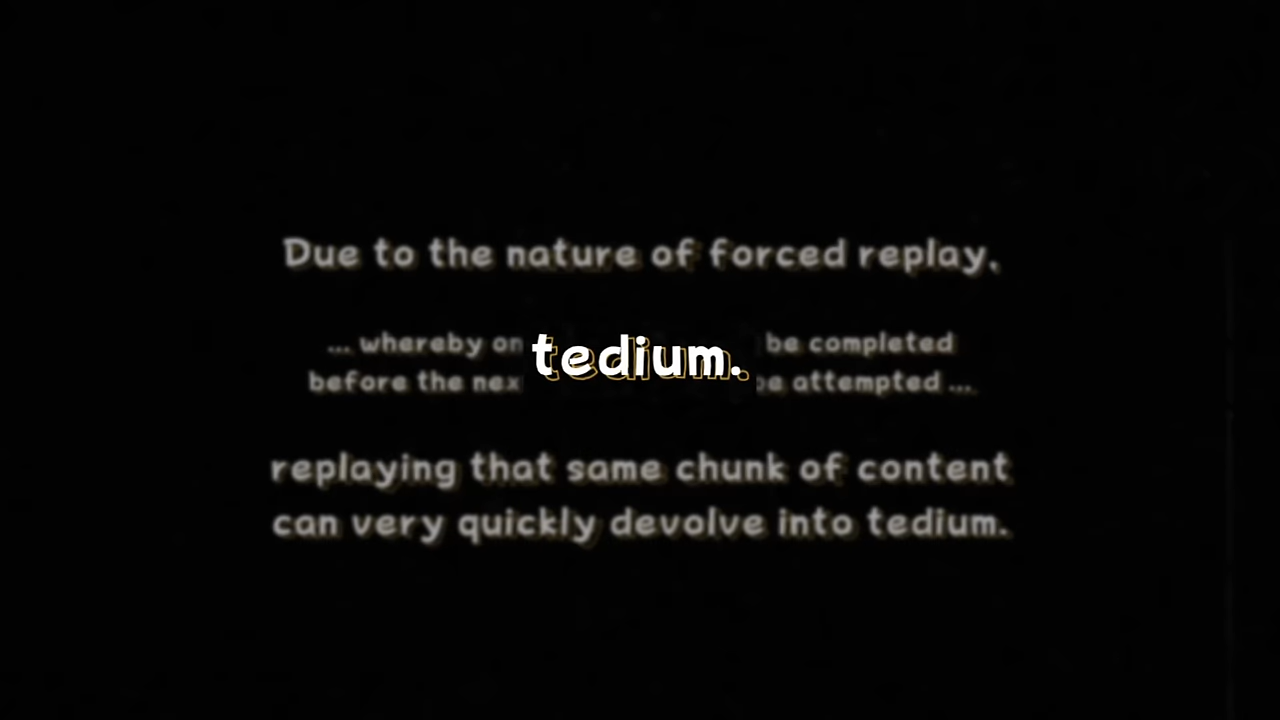 Due to the nature of forced replay,
... whereby on be completed
tedium.
before the nex be attempted ...
replaying that same chunk of content
can very quickly devolve into tedium.